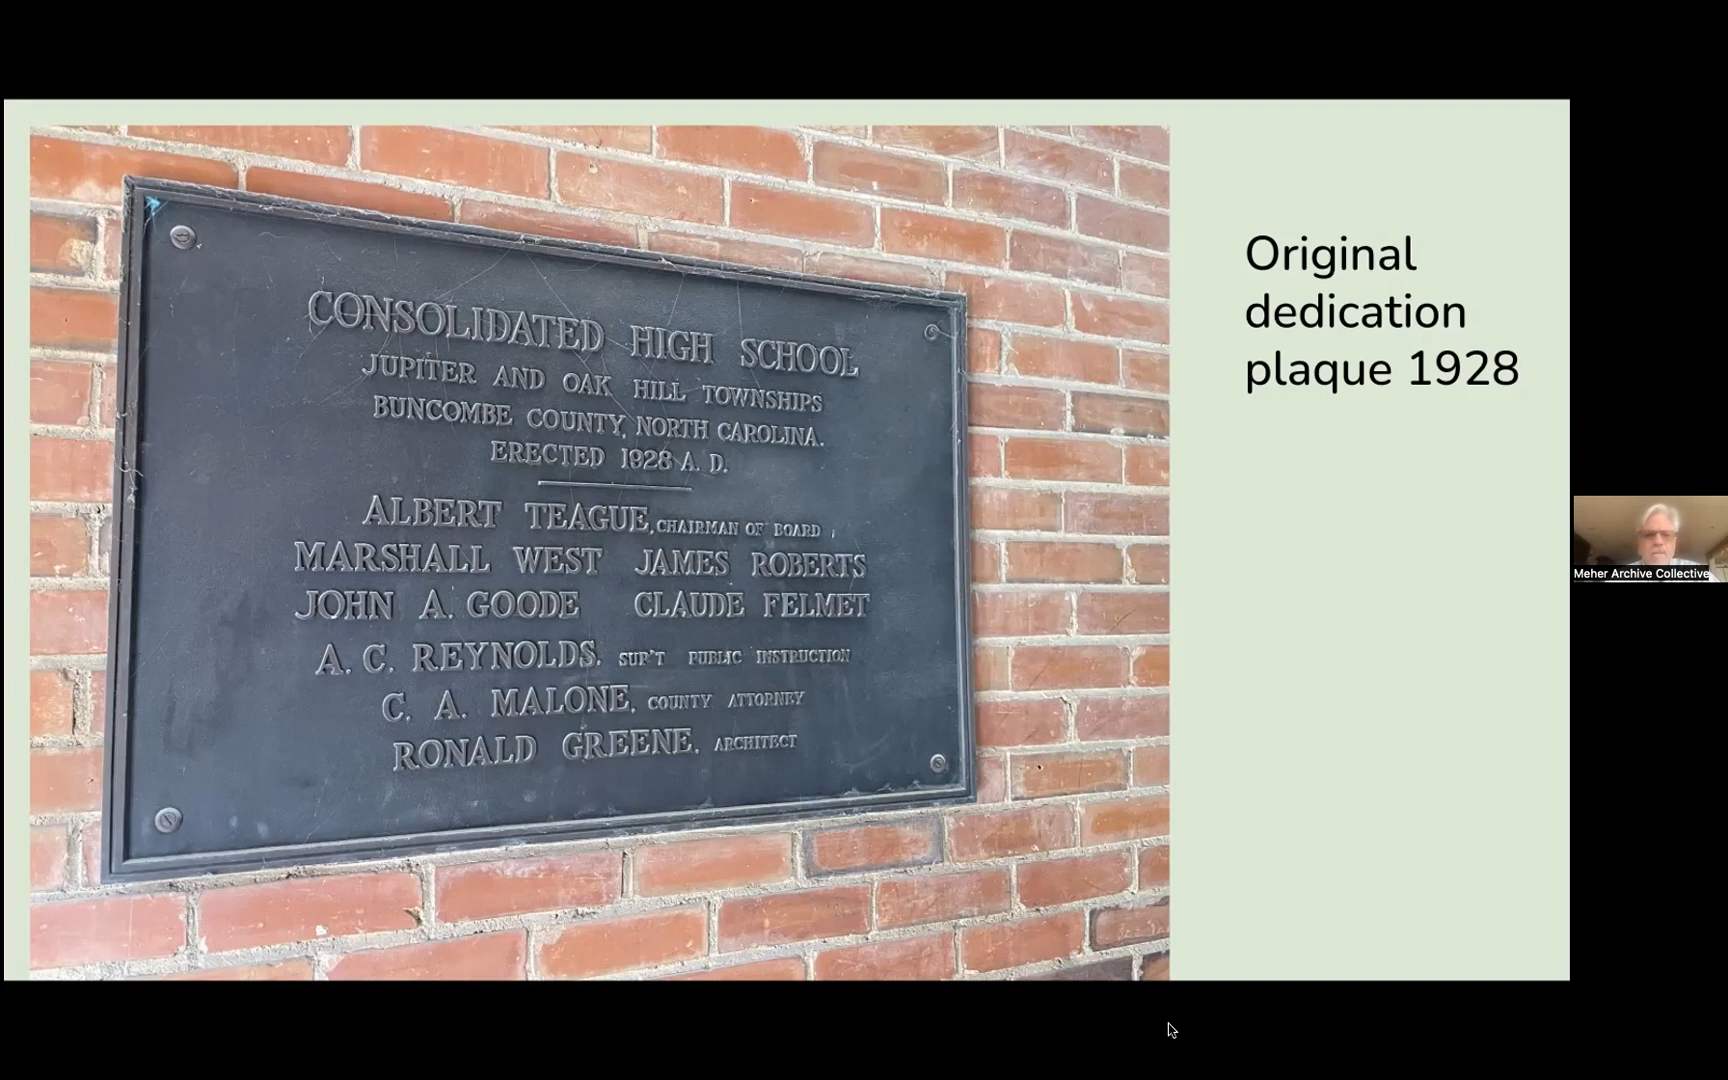 CONSOLIDATED HIGH SCHOOL
JUPITER AND OAK HILL TOWNSHIPS
BUNCOMBE COUNTY, NORTH CAROLINA.
ERECTED 1928 A. D.
ALBERT TEAGUE, CHAIRMAN OF BOARD
MARSHALL WEST JAMES ROBERTS
JOHN A. GOODE CLAUDE FELMET
A. C. REYNOLDS, SUP'T PUBLIC INSTRUCTION
C. A. MALONE, COUNTY ATTORNEY
RONALD GREENE, ARCHITECT
Original
dedication
plaque 1928
Meher Archive Collective